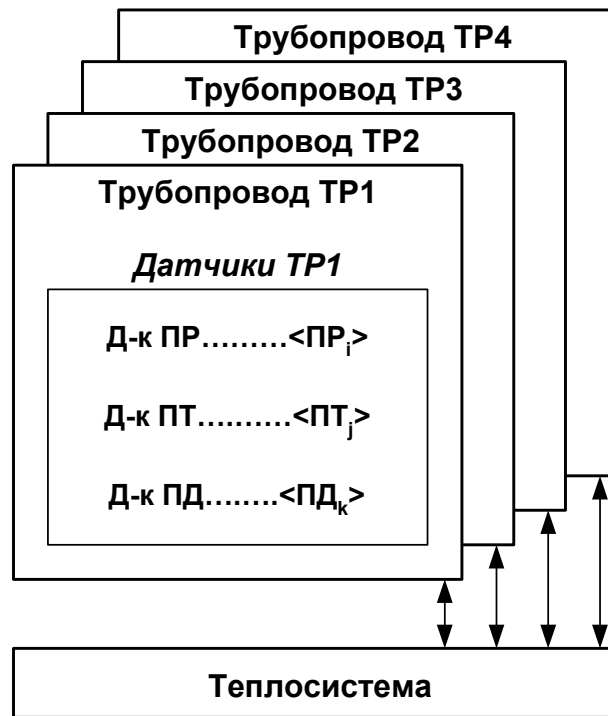 Трубопровод ТР4
Трубопровод ТР3
Трубопровод ТР2
Трубопровод ТР1
Датчики ТР1
Д-к ПР.........<ПРi>
Д-к ПТ..........<ПТj>
Д-к ПД........<ПДk>
Теплосистема